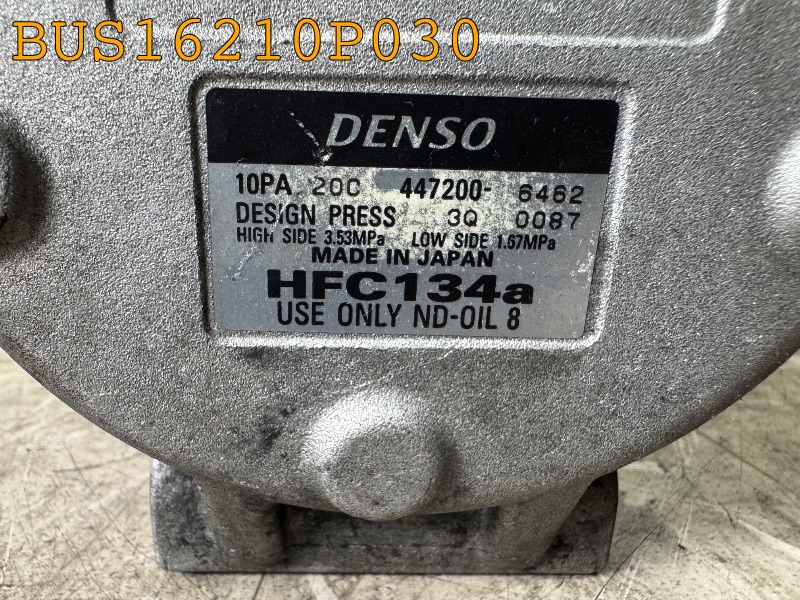 BUS16210P030
DENSO
10PA 20C 447200- 6462
DESIGN PRESS 3Q 0087
HIGH SIDE 3.53MPa LOW SIDE 1.67MPa
MADE IN JAPAN
HFC134a
USE ONLY ND-OIL 8